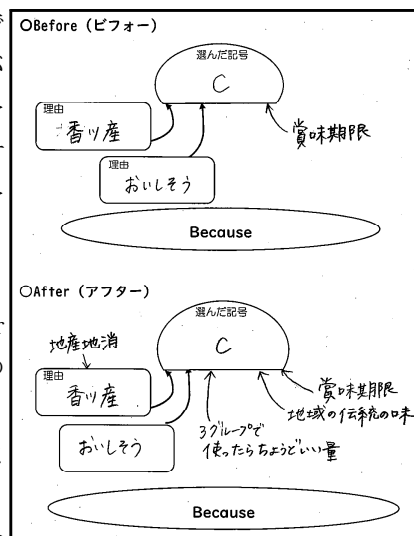 ○Before（ビフォー）
選んだ記号
C
理由
香川産
賞味期限
理由
おいしそう
Because
○After（アフター）
選んだ記号
C
地産地消
理由
香川産
賞味期限
地域の伝統の味
おいしそう
3グループで
使ったらちょうどいい量
Because